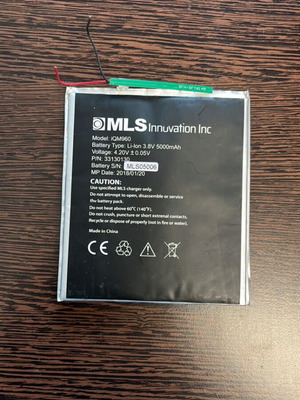 MLS Innovation Inc
Model: iQM960
Battery Type: Li-Ion 3.8V 5000mAh
Voltage: 4.20V ± 0.05V
P/N: 33130130
Battery S/N: MLS05006
MP Date: 2018/01/20
CAUTION:
Use specified MLS charger only.
Do not attempt to open, disassemble or service
the battery pack.
Do not heat above 60°C (140°F).
Do not crush, puncture or short external contacts.
Recycle or dispose of properly (not in fire or water).
CE
Made in China